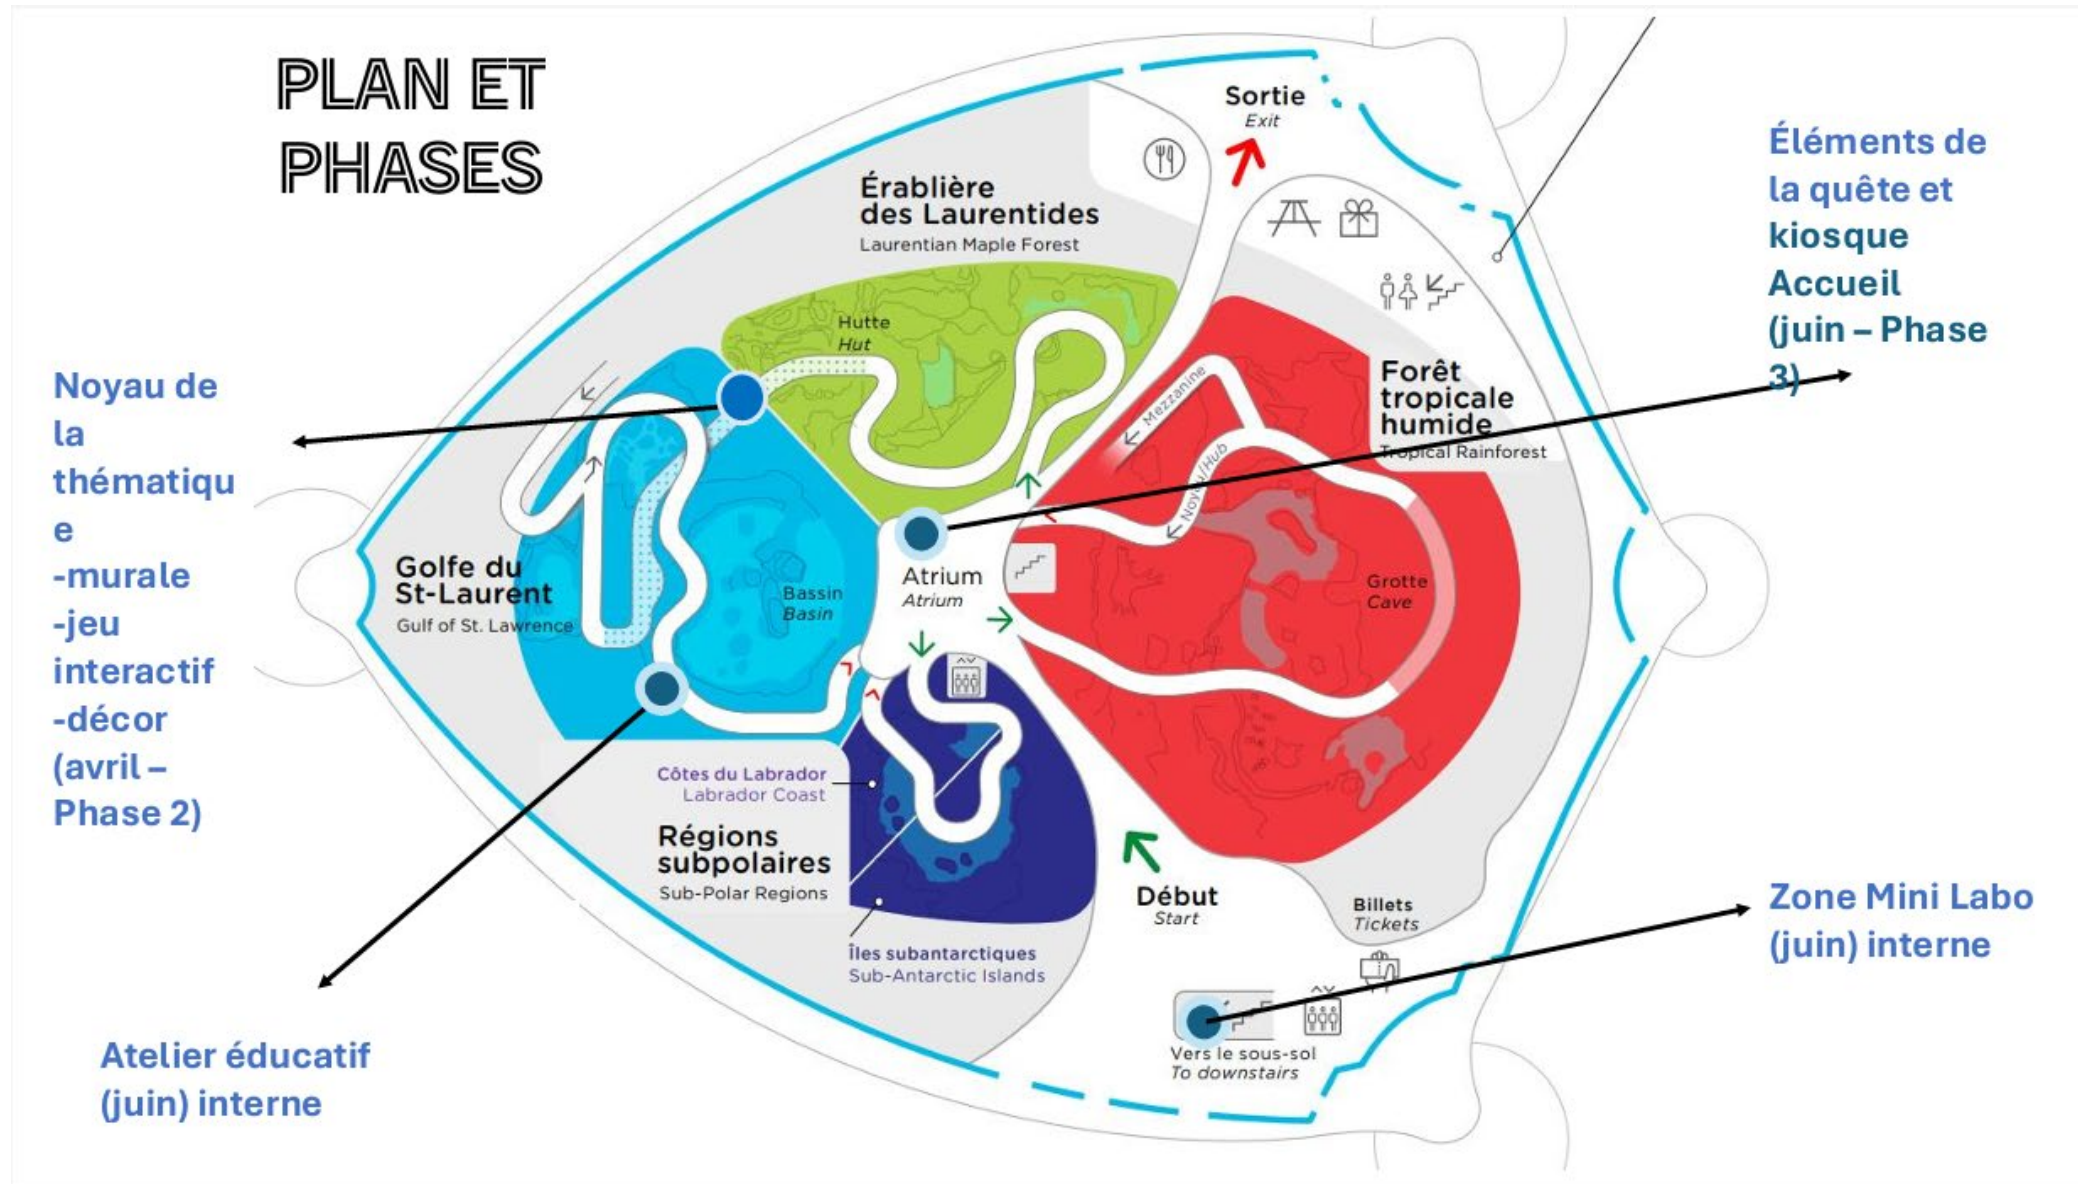 PLAN ET
PHASES
Sortie
Exit
Éléments de
la quête et
kiosque
Accueil
(juin – Phase
3)
Érablière
des Laurentides
Laurentian Maple Forest
Hutte
Hut
Mezzanine
Noyau/Hub
Forêt
tropicale
humide
Tropical Rainforest
Noyau de
la
thématiqu
e
-murale
-jeu
interactif
-décor
(avril –
Phase 2)
Golfe du
St-Laurent
Gulf of St. Lawrence
Bassin
Basin
Atrium
Atrium
Grotte
Cave
Côtes du Labrador
Labrador Coast
Régions
subpolaires
Sub-Polar Regions
Îles subantarctiques
Sub-Antarctic Islands
Début
Start
Billets
Tickets
Zone Mini Labo
(juin) interne
Vers le sous-sol
To downstairs
Atelier éducatif
(juin) interne